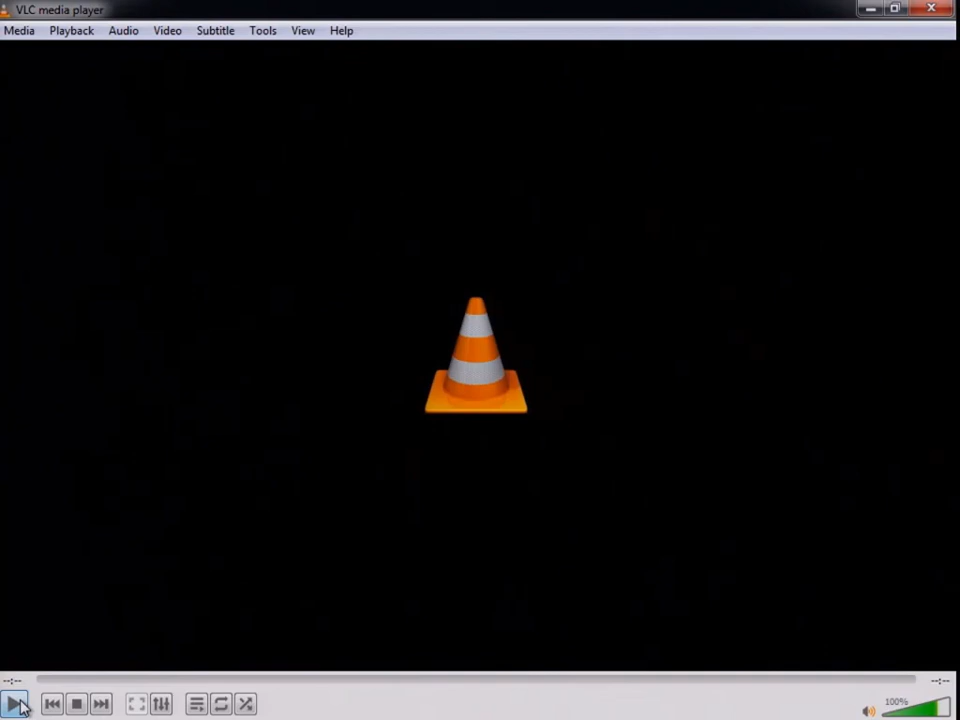 VLC media player
Media Playback Audio Video Subtitle Tools View Help
--:-- --:--
100%